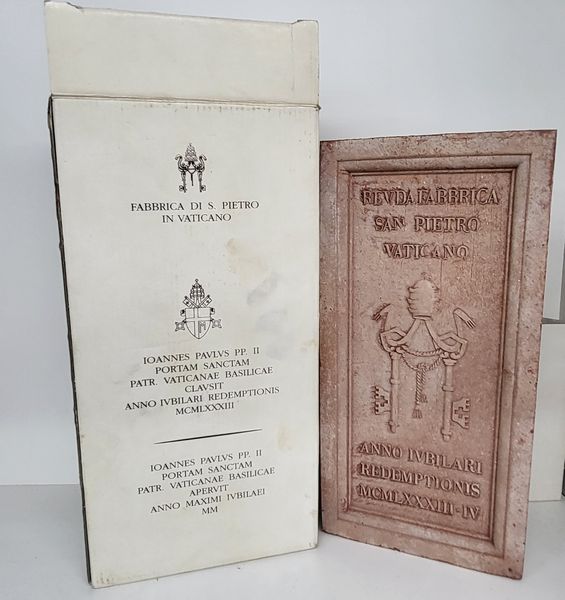 FABBRICA DI S. PIETRO
IN VATICANO
IOANNES PAVLVS PP. II
PORTAM SANCTAM
PATR. VATICANAE BASILICAE
CLAVSIT
ANNO IVBILARI REDEMPTIONIS
MCMLXXXIII
IOANNES PAVLVS PP. II
PORTAM SANCTAM
PATR. VATICANAE BASILICAE
APERVIT
ANNO MAXIMI IVBILAEI
MM
FABBRICA
SAN PIETRO
VATICANO
ANNO IVBILARI
REDEMPTIONIS
MCMLXXXIII-IV